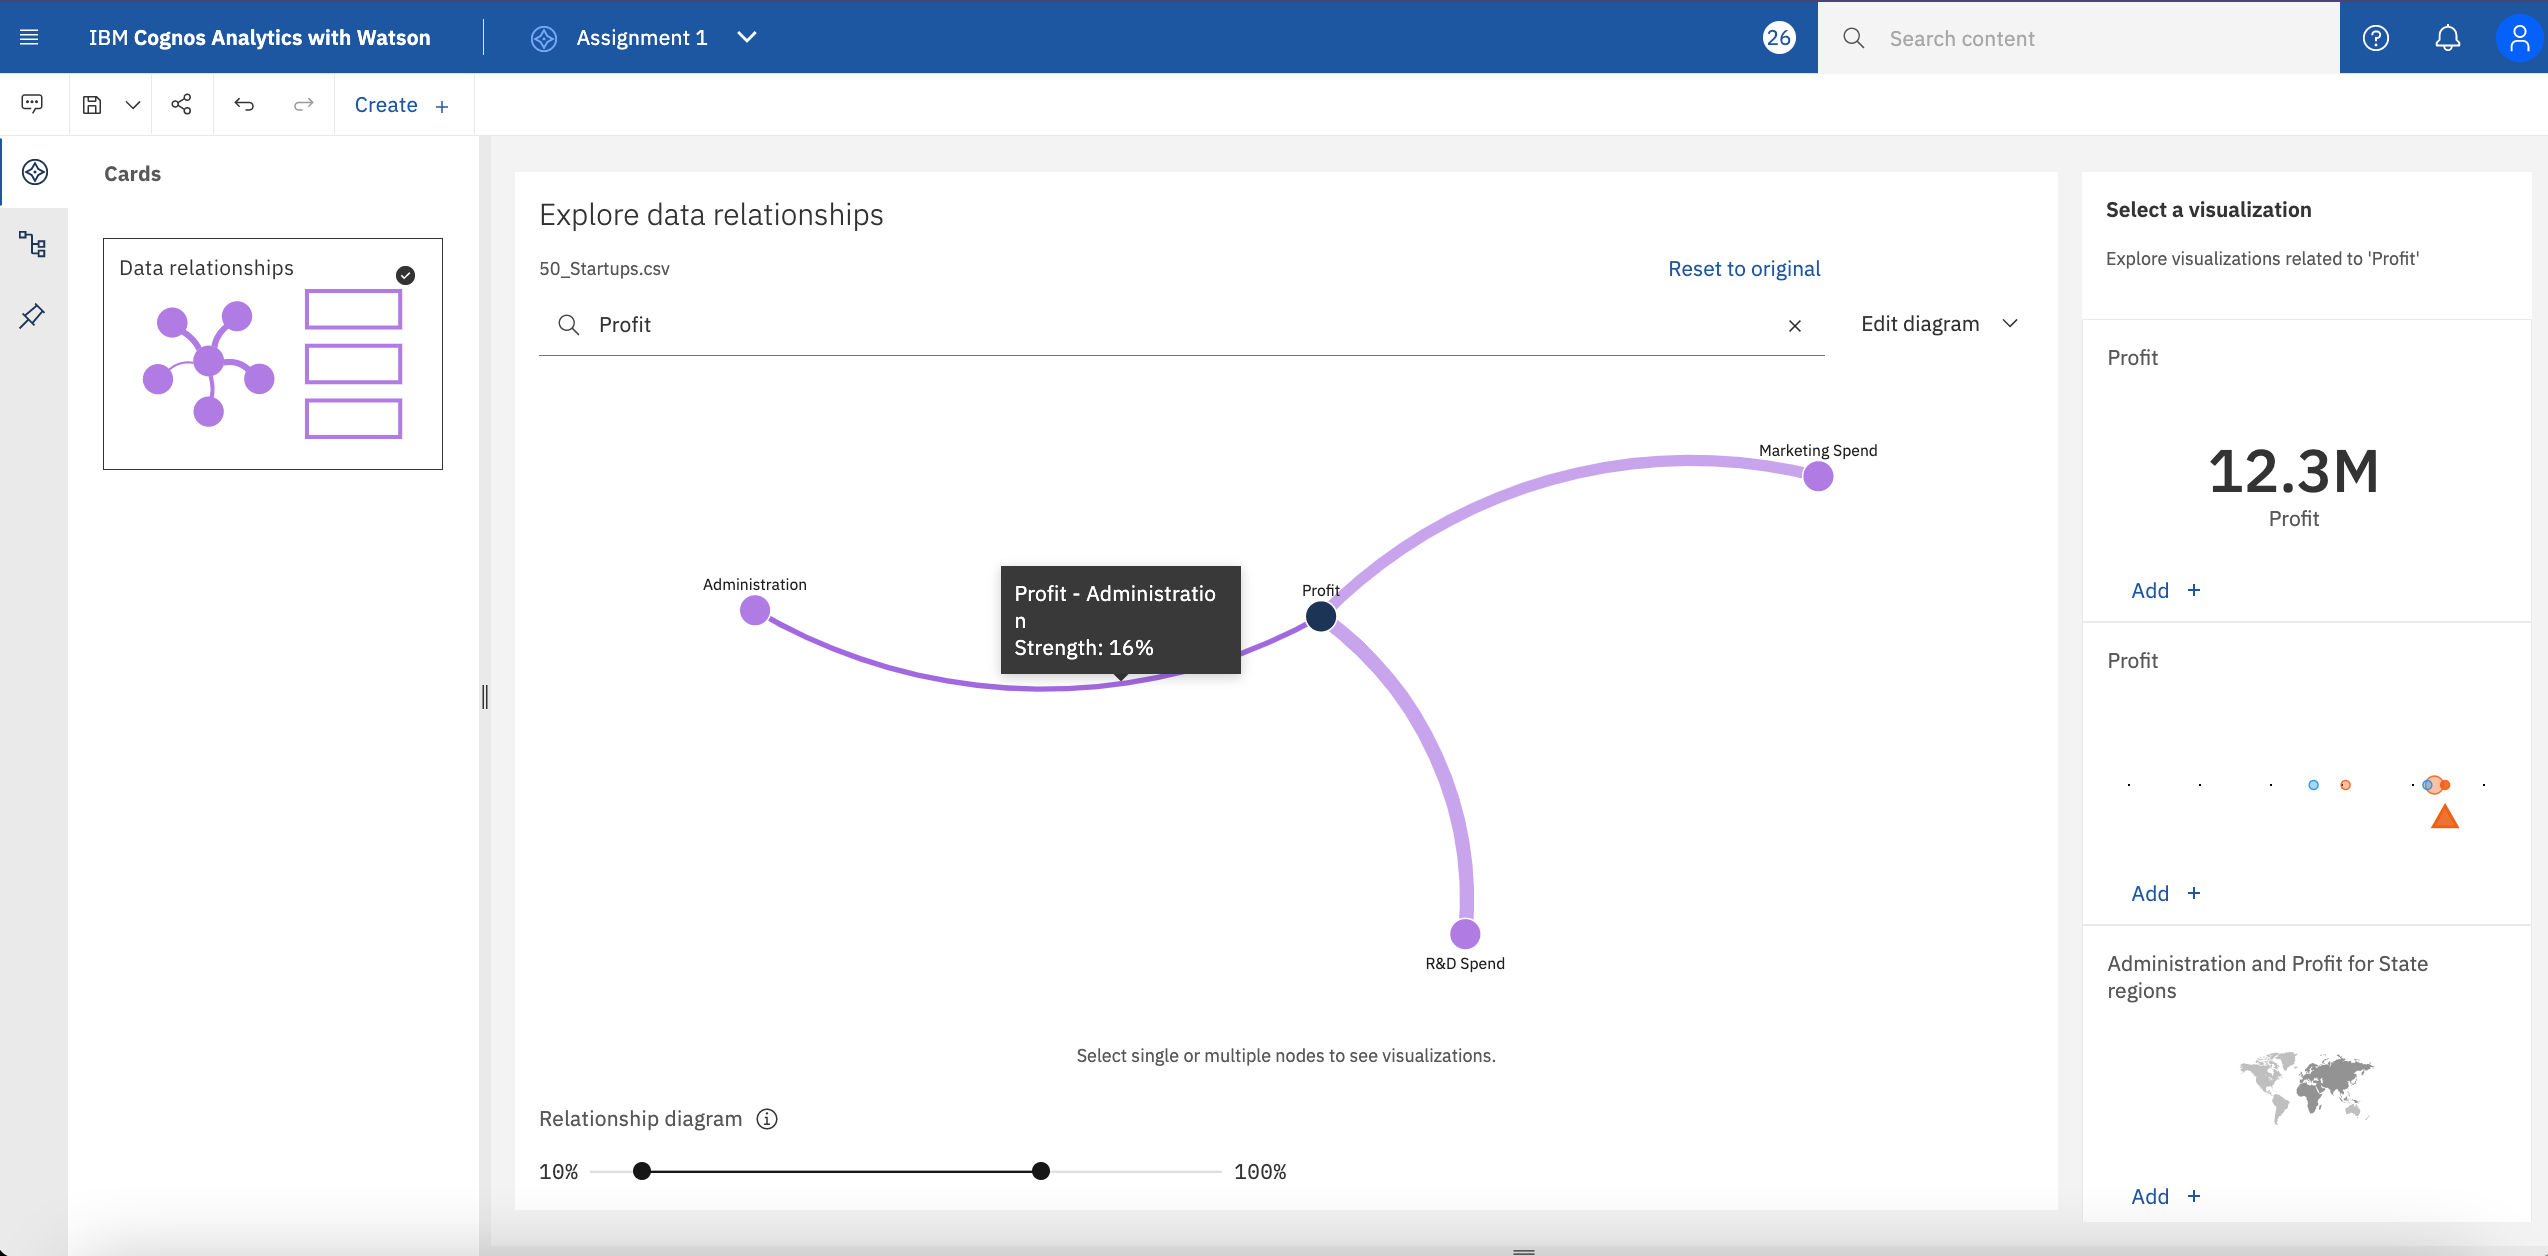 IBM Cognos Analytics with Watson
Assignment 1
26
Search content
Create +
Cards
Data relationships
Explore data relationships
50_Startups.csv
Reset to original
Profit
Edit diagram
Marketing Spend
Administration
Profit
Profit - Administratio
n
Strength: 16%
R&D Spend
Select single or multiple nodes to see visualizations.
Relationship diagram
10%
100%
Select a visualization
Explore visualizations related to 'Profit'
Profit
12.3M
Profit
Add +
Profit
Add +
Administration and Profit for State
regions
Add +